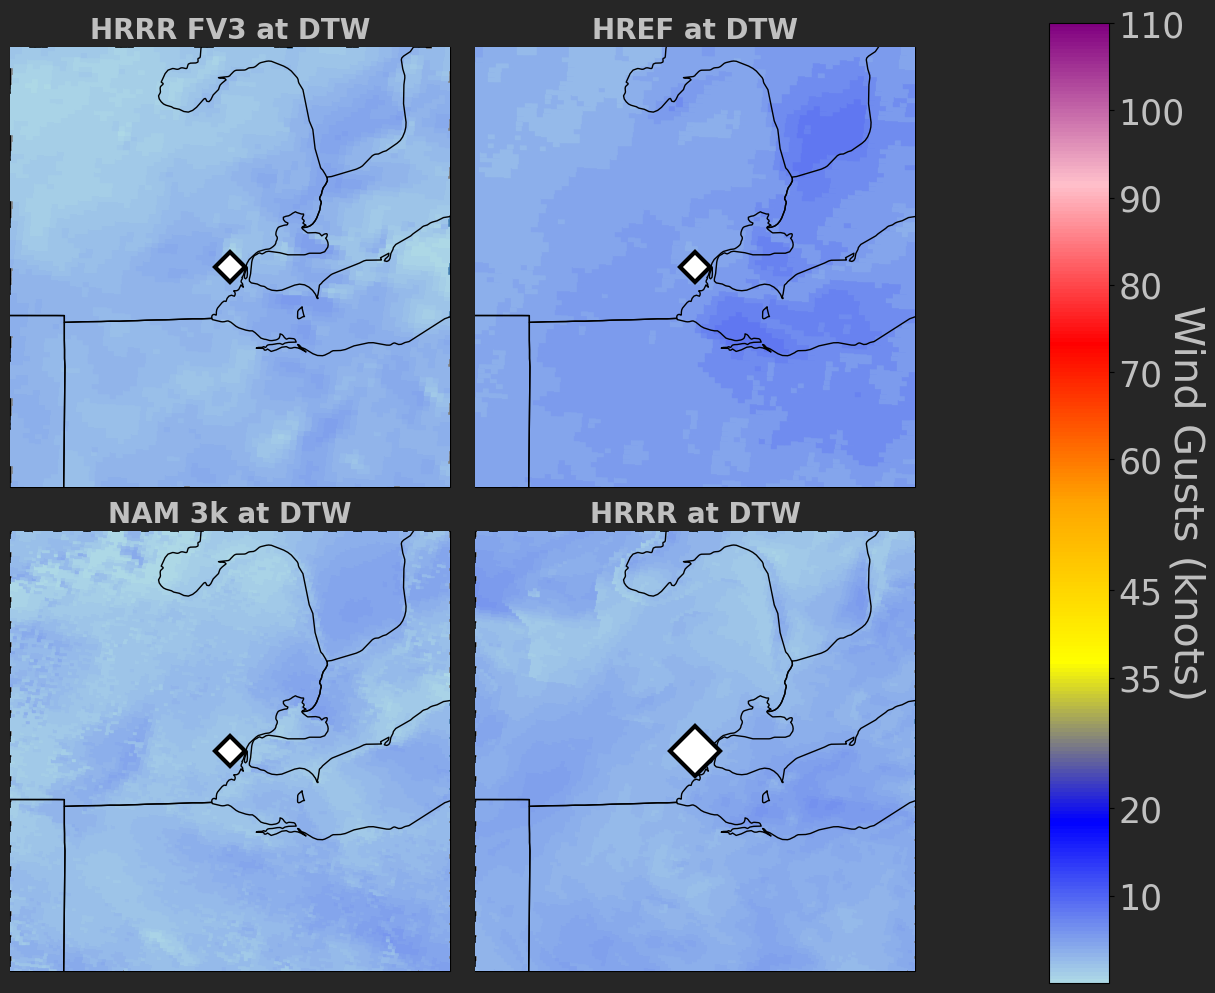 HRRR FV3 at DTW
HREF at DTW
NAM 3k at DTW
HRRR at DTW
110
100
90
80
70
60
45
35
20
10
Wind Gusts (knots)